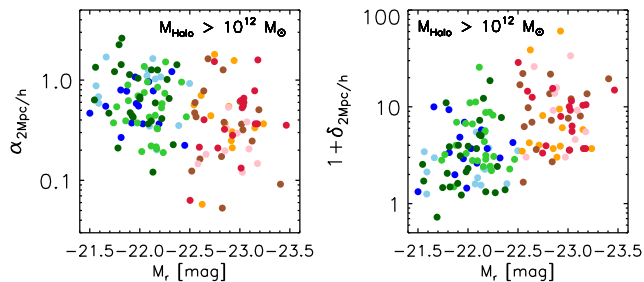 M_Halo > 10^12 M_⊙
α_2Mpc/h
1.0
0.1
−21.5 −22.0 −22.5 −23.0 −23.5
M_r [mag]
M_Halo > 10^12 M_⊙
1+δ_2Mpc/h
100
10
1
−21.5 −22.0 −22.5 −23.0 −23.5
M_r [mag]